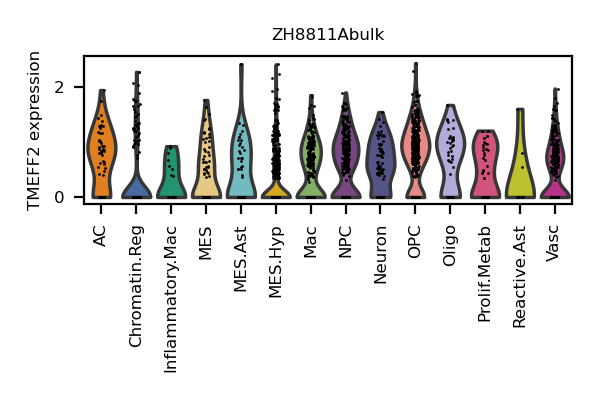 ZH8811Abulk
TMEFF2 expression
2
0
AC
Chromatin.Reg
Inflammatory.Mac
MES
MES.Ast
MES.Hyp
Mac
NPC
Neuron
OPC
Oligo
Prolif.Metab
Reactive.Ast
Vasc